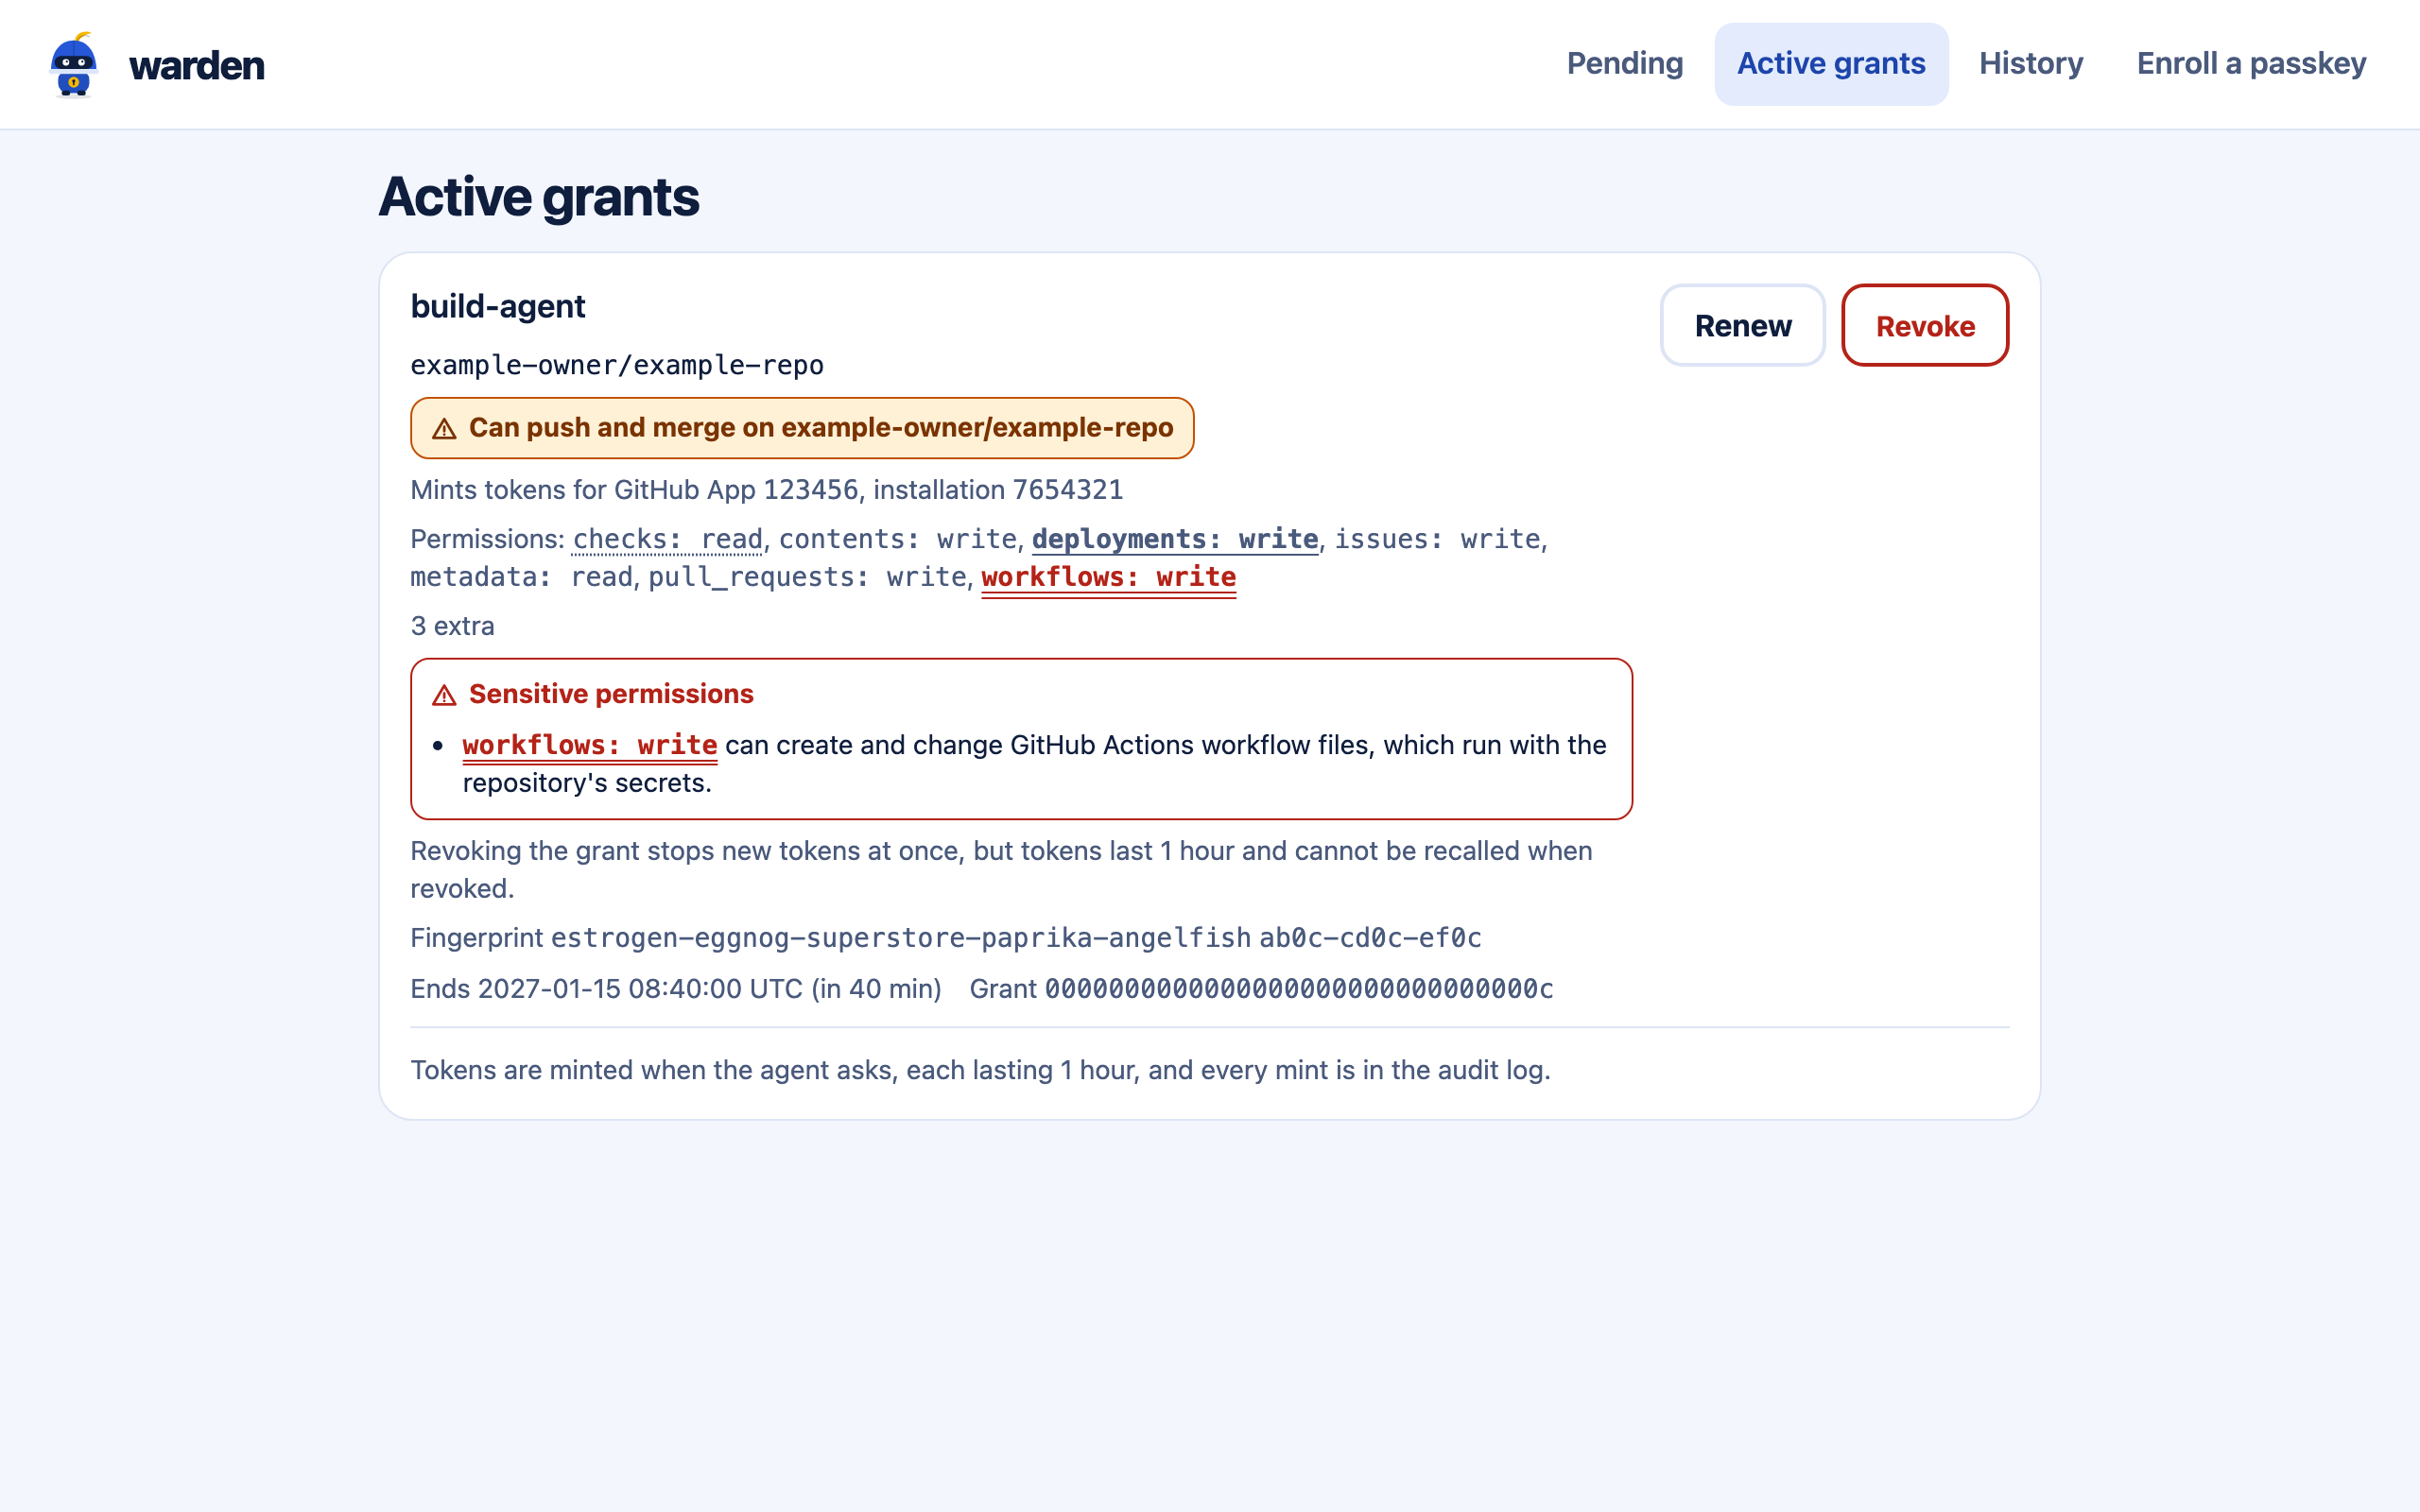 warden
Pending
Active grants
History
Enroll a passkey
Active grants
build-agent
Renew
Revoke
example-owner/example-repo
Can push and merge on example-owner/example-repo
Mints tokens for GitHub App 123456, installation 7654321
Permissions: checks: read, contents: write, deployments: write, issues: write,
metadata: read, pull_requests: write, workflows: write
3 extra
Sensitive permissions
• workflows: write can create and change GitHub Actions workflow files, which run with the
repository's secrets.
Revoking the grant stops new tokens at once, but tokens last 1 hour and cannot be recalled when
revoked.
Fingerprint estrogen-eggnog-superstore-paprika-angelfish ab0c-cd0c-ef0c
Ends 2027-01-15 08:40:00 UTC (in 40 min) Grant 0000000000000000000000000000000c
Tokens are minted when the agent asks, each lasting 1 hour, and every mint is in the audit log.